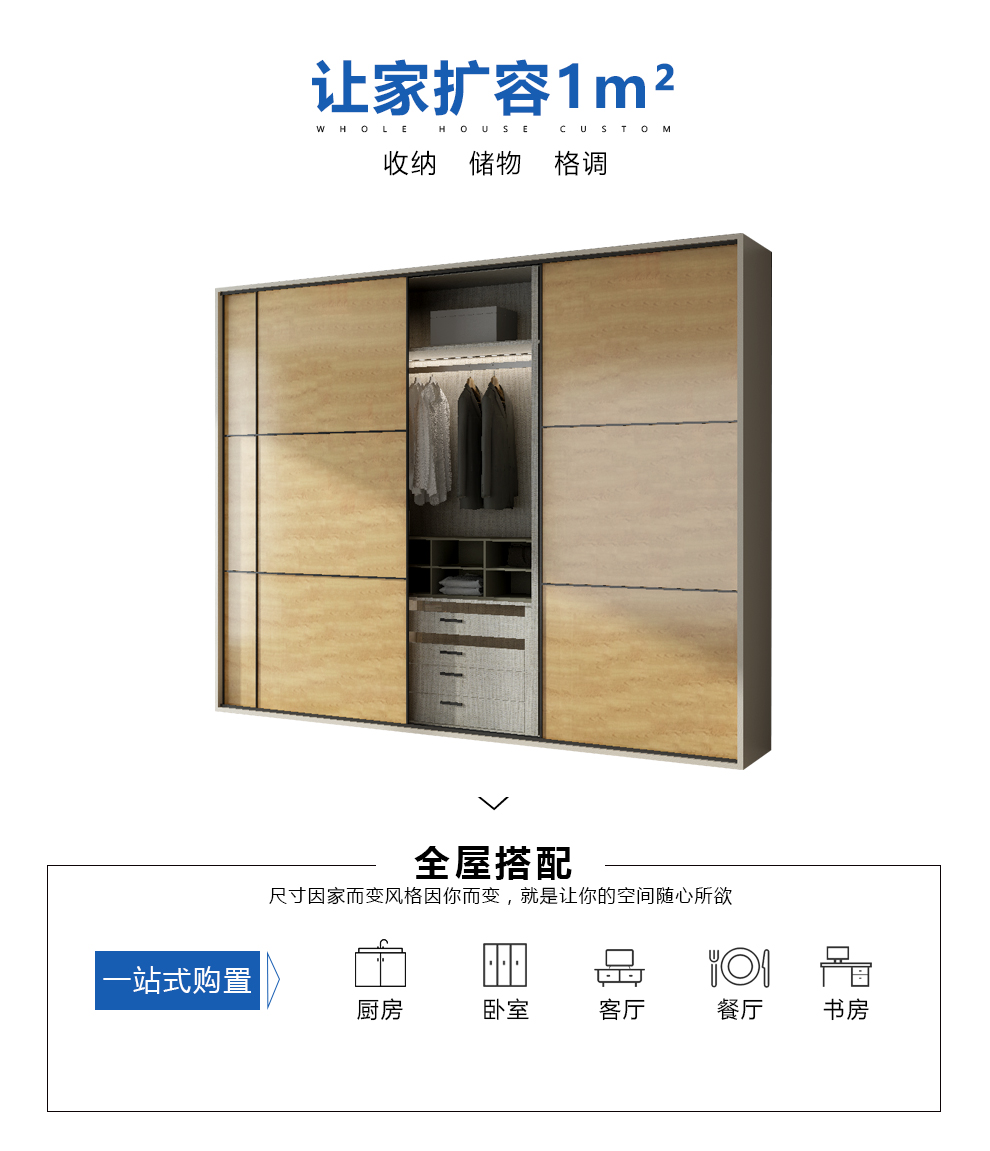 让家扩容1m²
WHOLE HOUSE CUSTOM
收纳 储物 格调
全屋搭配
尺寸因家而变风格因你而变，就是让你的空间随心所欲
一站式购置
厨房 卧室 客厅 餐厅 书房